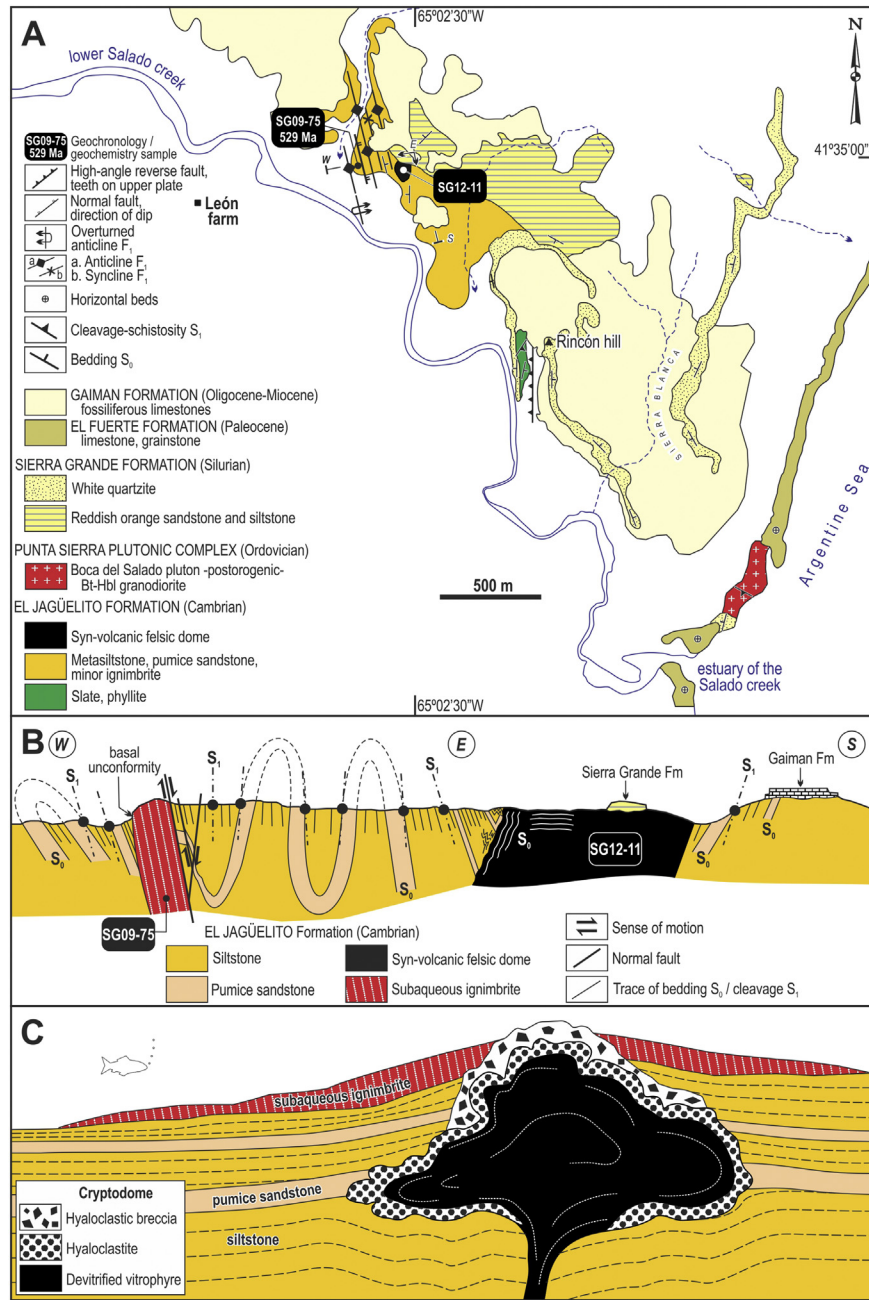 A
65º02'30"W
N
lower Salado creek
SG09-75
529 Ma
E
W
41º35'00"
SG12-11
S
SG09-75
529 Ma
Geochronology /
geochemistry sample
High-angle reverse fault,
teeth on upper plate
Normal fault,
direction of dip
Overturned
anticline F1
a
b
a. Anticline F1
b. Syncline F1
Horizontal beds
Cleavage-schistosity S1
Bedding S0
León
farm
Rincón hill
SIERRA BLANCA
Argentine Sea
GAIMAN FORMATION (Oligocene-Miocene)
fossiliferous limestones
EL FUERTE FORMATION (Paleocene)
limestone, grainstone
SIERRA GRANDE FORMATION (Silurian)
White quartzite
Reddish orange sandstone and siltstone
PUNTA SIERRA PLUTONIC COMPLEX (Ordovician)
Boca del Salado pluton -postorogenic-
Bt-Hbl granodiorite
EL JAGÜELITO FORMATION (Cambrian)
Syn-volcanic felsic dome
Metasiltstone, pumice sandstone,
minor ignimbrite
Slate, phyllite
500 m
estuary of the
Salado creek
65º02'30"W
B
W
E
S
basal
unconformity
S1
S1
S1
S1
Sierra Grande Fm
Gaiman Fm
S0
S0
S0
S0
S0
SG12-11
SG09-75
EL JAGÜELITO Formation (Cambrian)
Siltstone
Pumice sandstone
Syn-volcanic felsic dome
Subaqueous ignimbrite
Sense of motion
Normal fault
Trace of bedding S0 / cleavage S1
C
subaqueous ignimbrite
pumice sandstone
siltstone
Cryptodome
Hyaloclastic breccia
Hyaloclastite
Devitrified vitrophyre